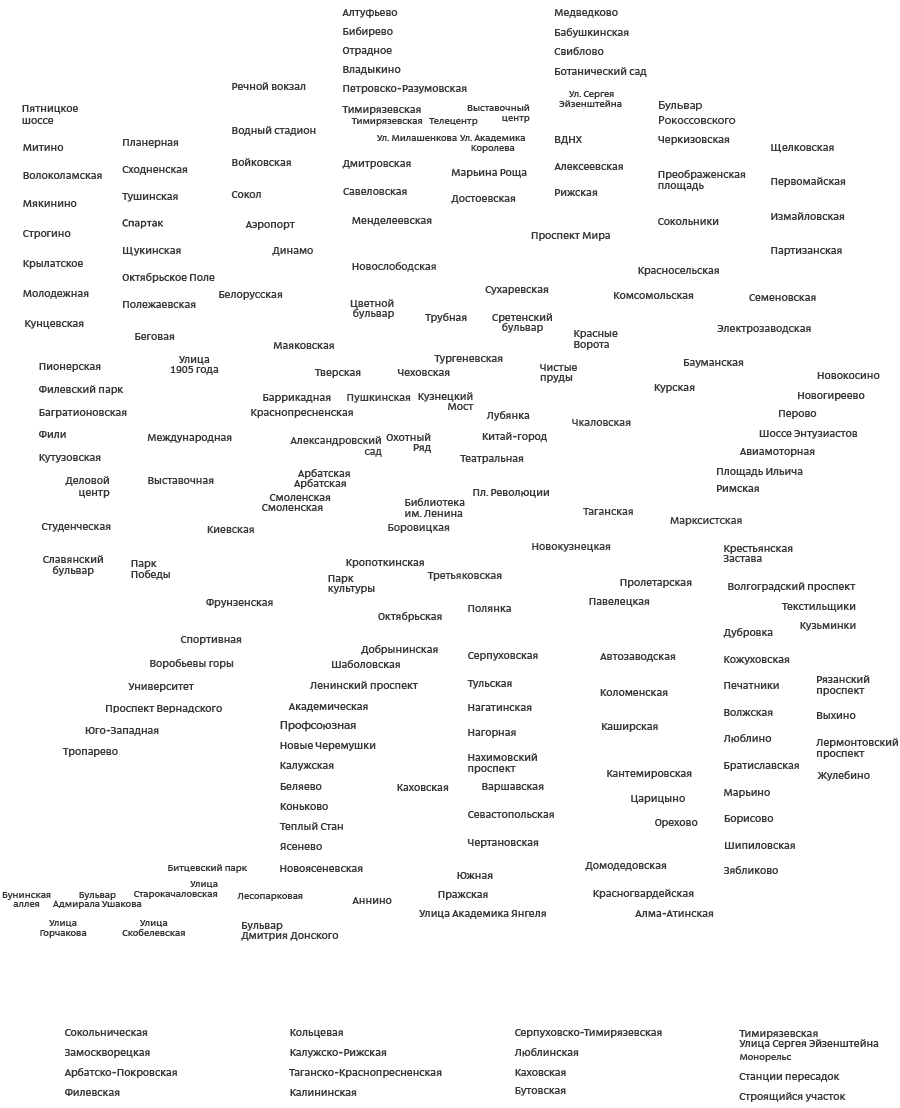 Алтуфьево
Медведково
Бибирево
Бабушкинская
Отрадное
Свиблово
Владыкино
Ботанический сад
Речной вокзал
Петровско-Разумовская
Ул. Сергея
Эйзенштейна
Пятницкое
шоссе
Тимирязевская
Выставочный
центр
Бульвар
Рокоссовского
Тимирязевская
Телецентр
Водный стадион
Ул. Милашенкова
Ул. Академика
Королева
ВДНХ
Черкизовская
Митино
Планерная
Щелковская
Войковская
Дмитровская
Марьина Роща
Алексеевская
Волоколамская
Сходненская
Преображенская
площадь
Первомайская
Мякинино
Тушинская
Сокол
Савеловская
Достоевская
Рижская
Строгино
Спартак
Аэропорт
Менделеевская
Проспект Мира
Сокольники
Измайловская
Щукинская
Динамо
Партизанская
Крылатское
Октябрьское Поле
Новослободская
Красносельская
Молодежная
Полежаевская
Белорусская
Сухаревская
Комсомольская
Семеновская
Цветной
бульвар
Трубная
Сретенский
бульвар
Кунцевская
Беговая
Маяковская
Красные
Ворота
Электрозаводская
Пионерская
Улица
1905 года
Тверская
Чеховская
Тургеневская
Чистые
пруды
Бауманская
Новокосино
Филевский парк
Баррикадная
Пушкинская
Кузнецкий
Мост
Курская
Новогиреево
Багратионовская
Краснопресненская
Лубянка
Чкаловская
Перово
Фили
Международная
Александровский
сад
Охотный
Ряд
Китай-город
Шоссе Энтузиастов
Кутузовская
Театральная
Авиамоторная
Деловой
центр
Выставочная
Арбатская
Арбатская
Площадь Ильича
Смоленская
Смоленская
Библиотека
им. Ленина
Пл. Революции
Римская
Таганская
Марксистская
Студенческая
Киевская
Боровицкая
Новокузнецкая
Крестьянская
Застава
Славянский
бульвар
Парк
Победы
Кропоткинская
Парк
культуры
Третьяковская
Пролетарская
Волгоградский проспект
Фрунзенская
Октябрьская
Полянка
Павелецкая
Текстильщики
Кузьминки
Спортивная
Добрынинская
Дубровка
Воробьевы горы
Шаболовская
Серпуховская
Автозаводская
Кожуховская
Университет
Ленинский проспект
Тульская
Коломенская
Печатники
Рязанский
проспект
Проспект Вернадского
Академическая
Нагатинская
Волжская
Выхино
Юго-Западная
Профсоюзная
Нагорная
Каширская
Люблино
Лермонтовский
проспект
Тропарево
Новые Черемушки
Калужская
Нахимовский
проспект
Кантемировская
Братиславская
Жулебино
Беляево
Каховская
Варшавская
Царицыно
Марьино
Коньково
Севастопольская
Орехово
Борисово
Теплый Стан
Ясенево
Чертановская
Шипиловская
Битцевский парк
Новоясеневская
Южная
Домодедовская
Зябликово
Бунинская
аллея
Бульвар
Адмирала Ушакова
Улица
Старокачаловская
Лесопарковая
Аннино
Пражская
Красногвардейская
Улица Академика Янгеля
Алма-Атинская
Улица
Горчакова
Улица
Скобелевская
Бульвар
Дмитрия Донского
Сокольническая
Кольцевая
Серпуховско-Тимирязевская
Тимирязевская
Улица Сергея Эйзенштейна
Монорельс
Замоскворецкая
Калужско-Рижская
Люблинская
Арбатско-Покровская
Таганско-Краснопресненская
Каховская
Станции пересадок
Филевская
Калининская
Бутовская
Строящийся участок